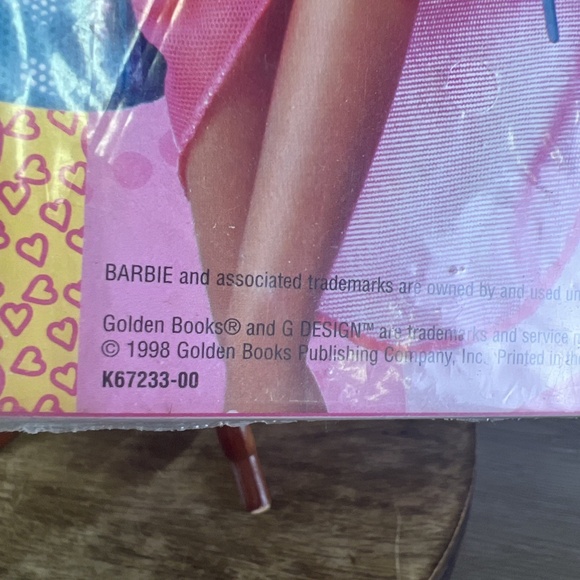 BARBIE and associated trademarks are owned by and used un
Golden Books® and G DESIGN™ are trademarks and service
© 1998 Golden Books Publishing Company, Inc. Printed in the
K67233-00